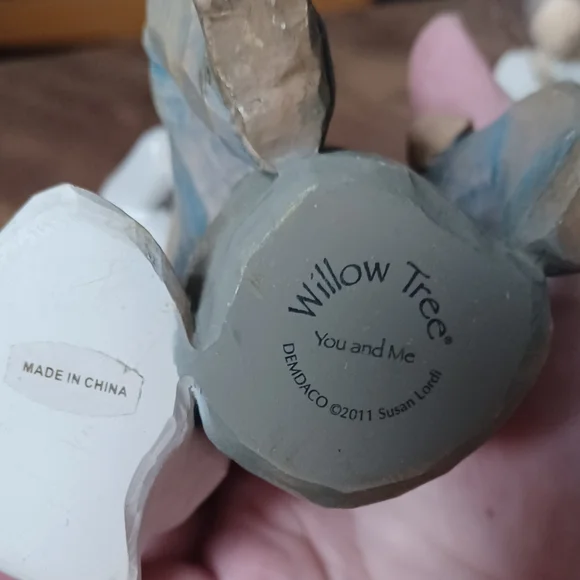 MADE IN CHINA
Willow Tree®
You and Me
DEMDACO ©2011 Susan Lordi